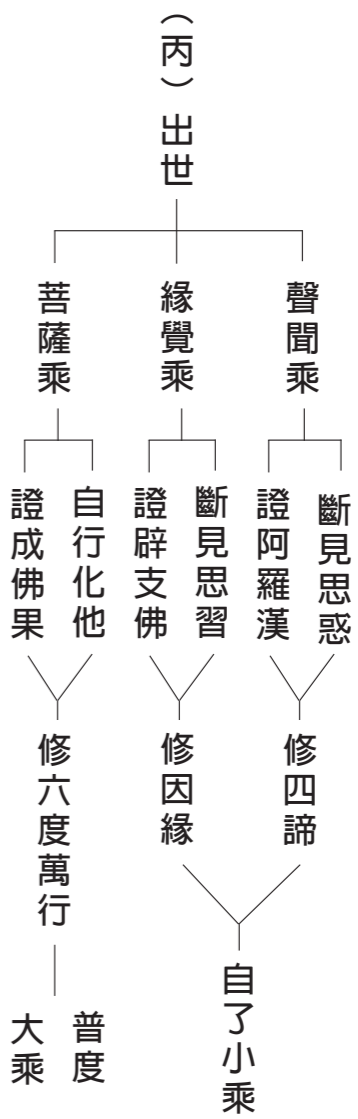 （丙）出世
聲聞乘
緣覺乘
菩薩乘
斷見思惑
證阿羅漢
斷見思習
證辟支佛
自行化他
證成佛果
修四諦
修因緣
修六度萬行
自了小乘
普度
大乘